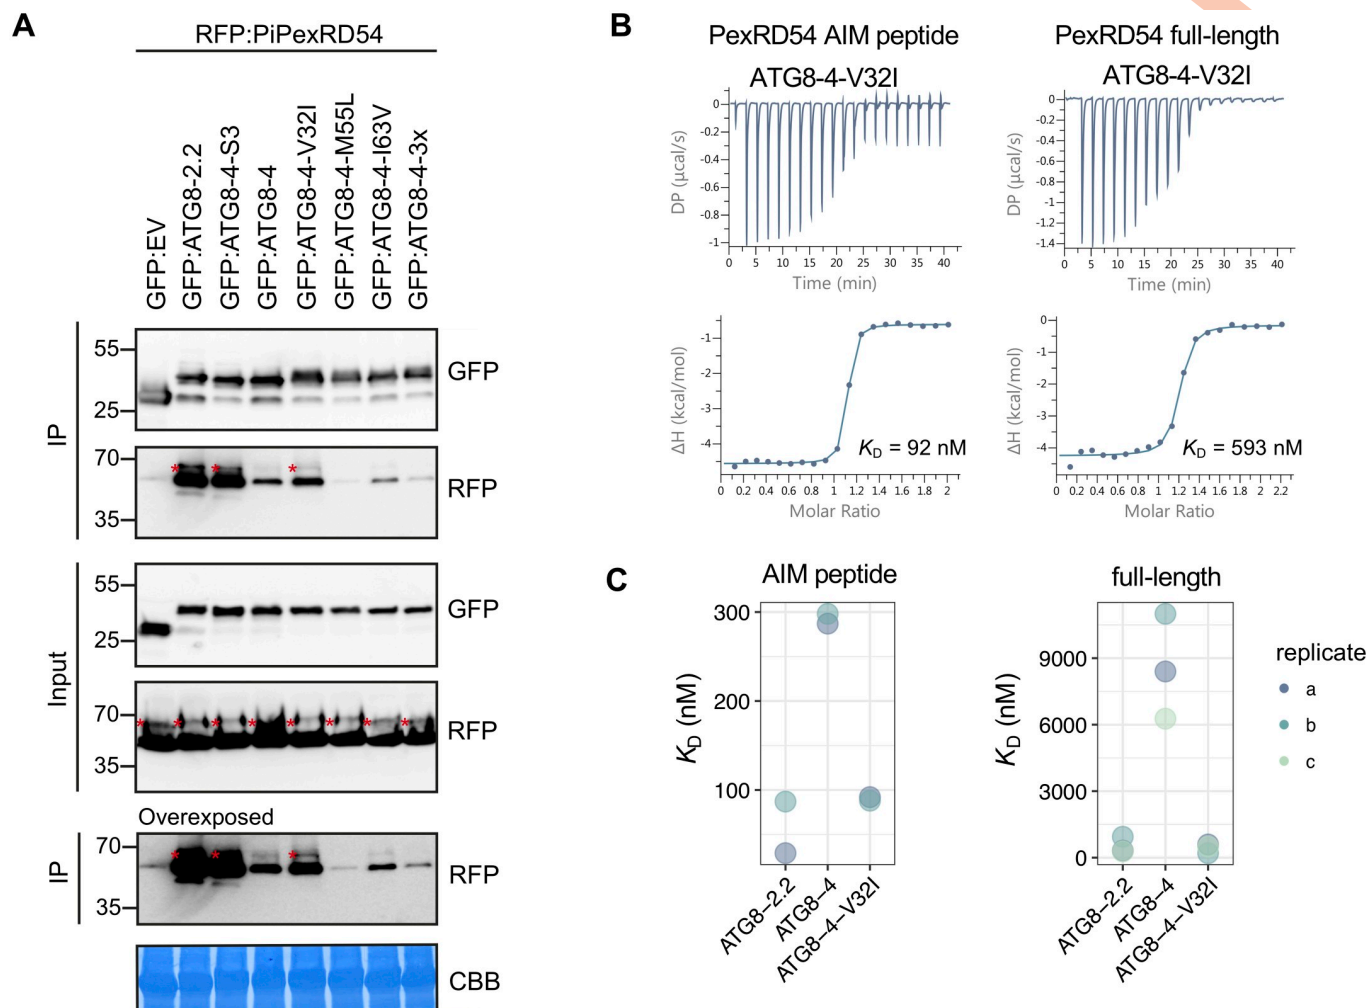 A
RFP:PiPexRD54
GFP:EV
GFP:ATG8-2.2
GFP:ATG8-4-S3
GFP:ATG8-4
GFP:ATG8-4-V32I
GFP:ATG8-4-M55L
GFP:ATG8-4-I63V
GFP:ATG8-4-3x
IP
55
25
GFP
70
35
RFP
* * *
Input
55
25
GFP
70
35
RFP
* * * * * * * *
Overexposed
IP
70
35
RFP
* * *
CBB
B
PexRD54 AIM peptide
ATG8-4-V32I
DP (µcal/s)
0
-0.2
-0.4
-0.6
-0.8
-1
0 5 10 15 20 25 30 35 40
Time (min)
ΔH (kcal/mol)
-1
-2
-3
-4
KD = 92 nM
0 0.2 0.4 0.6 0.8 1 1.2 1.4 1.6 1.8 2
Molar Ratio
PexRD54 full-length
ATG8-4-V32I
DP (µcal/s)
0
-0.2
-0.4
-0.6
-0.8
-1
-1.2
-1.4
0 5 10 15 20 25 30 35 40
Time (min)
ΔH (kcal/mol)
0
-1
-2
-3
-4
KD = 593 nM
0 0.2 0.4 0.6 0.8 1 1.2 1.4 1.6 1.8 2 2.2
Molar Ratio
C
AIM peptide
KD (nM)
300
200
100
ATG8−2.2
ATG8−4
ATG8−4−V32I
full-length
KD (nM)
9000
6000
3000
0
ATG8−2.2
ATG8−4
ATG8−4−V32I
replicate
a
b
c